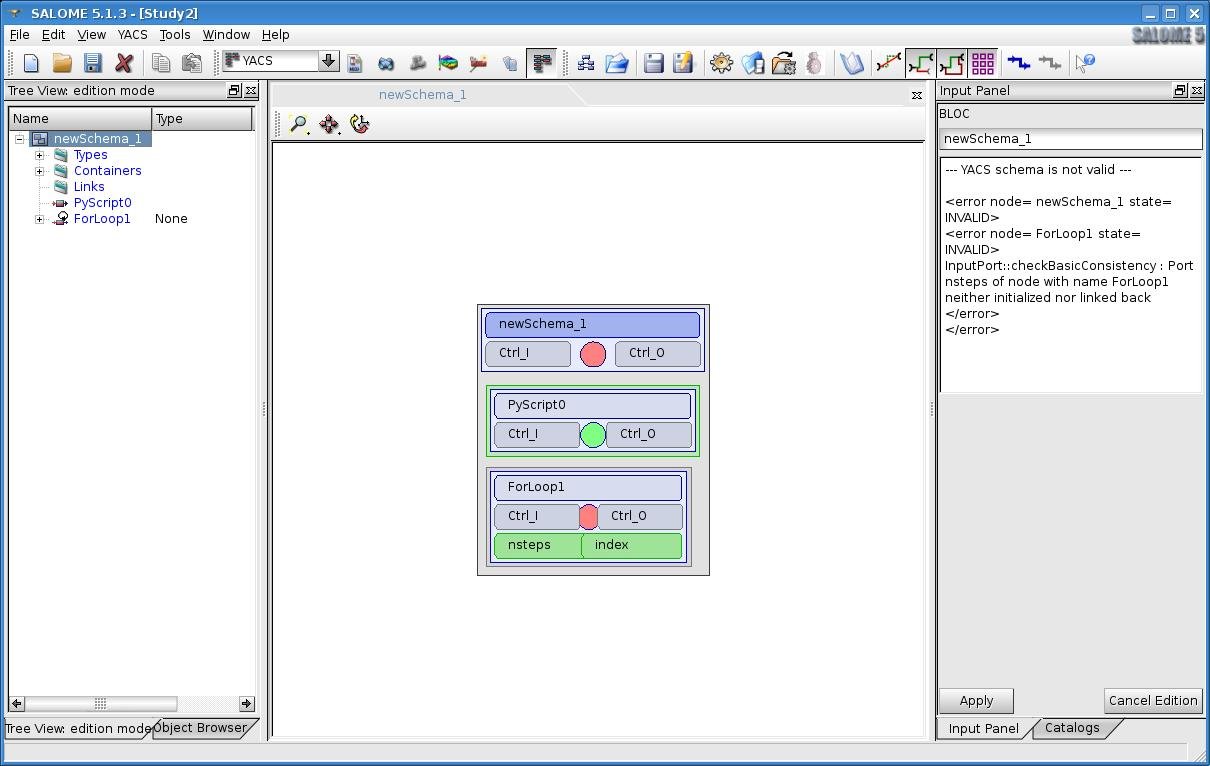 SALOME 5.1.3 - [Study2]
File Edit View YACS Tools Window Help
SALOME 5
YACS
Tree View: edition mode
Name Type
newSchema_1
Types
Containers
Links
PyScript0
ForLoop1 None
Tree View: edition mode Object Browser
newSchema_1
newSchema_1
Ctrl_I Ctrl_O
PyScript0
Ctrl_I Ctrl_O
ForLoop1
Ctrl_I Ctrl_O
nsteps index
Input Panel
BLOC
newSchema_1
--- YACS schema is not valid ---
<error node= newSchema_1 state=
INVALID>
<error node= ForLoop1 state=
INVALID>
InputPort::checkBasicConsistency : Port
nsteps of node with name ForLoop1
neither initialized nor linked back
</error>
</error>
Apply Cancel Edition
Input Panel Catalogs